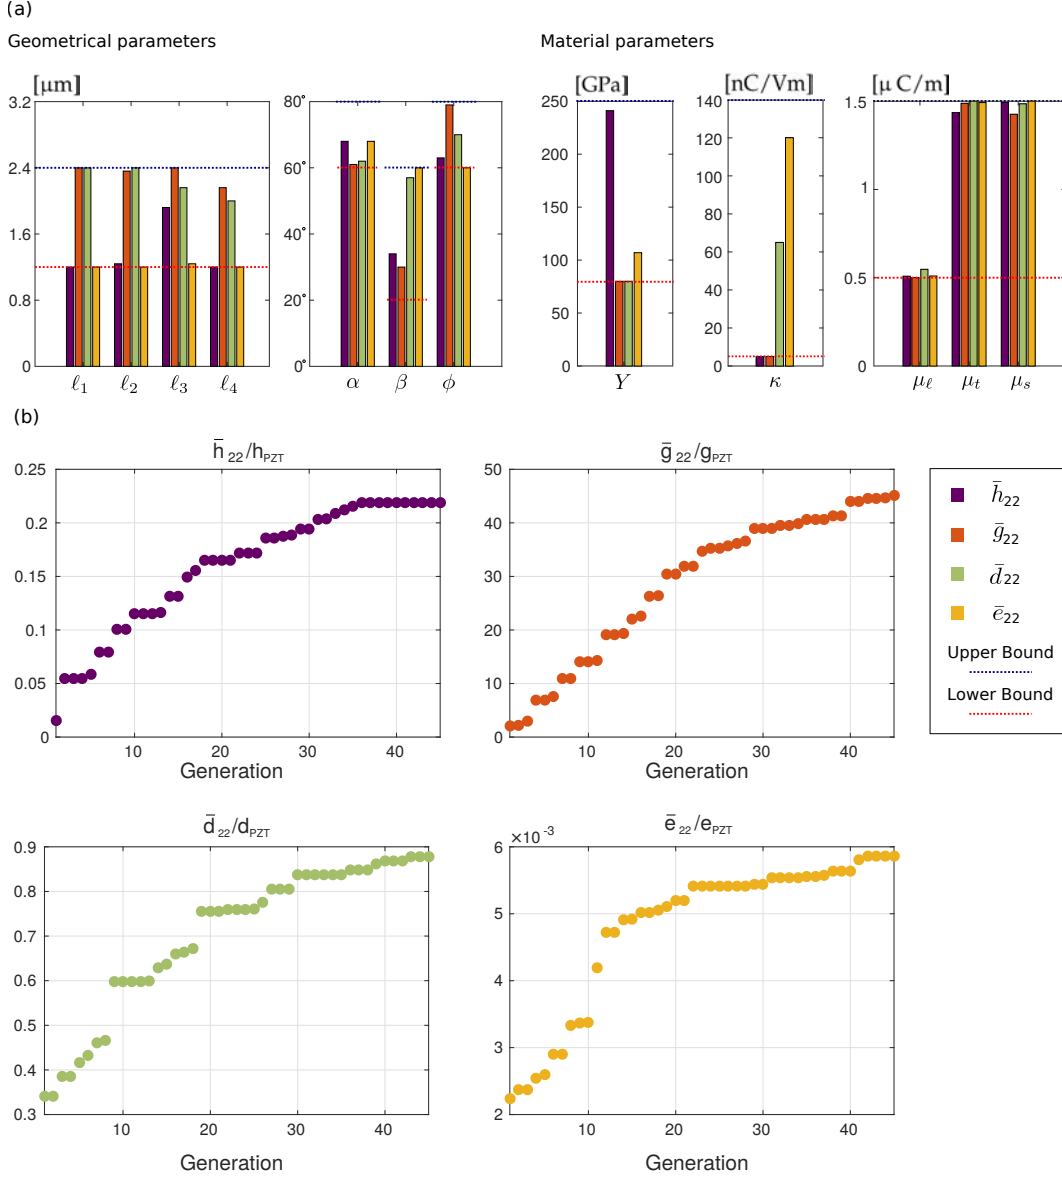 (a)
Geometrical parameters
Material parameters
[μm]
[GPa]
[nC/Vm]
[μ C/m]
3.2
2.4
1.6
0.8
0
ℓ1 ℓ2 ℓ3 ℓ4
80°
60°
40°
20°
0°
α β ϕ
250
200
150
100
50
0
Y
140
120
100
80
60
40
20
0
κ
1.5
1
0.5
0
μℓ μt μs
(b)
h̄22/hPZT
0.25
0.2
0.15
0.1
0.05
0
10 20 30 40
Generation
ḡ22/gPZT
50
40
30
20
10
0
10 20 30 40
Generation
h̄22
ḡ22
d̄22
ē22
Upper Bound
Lower Bound
d̄22/dPZT
0.9
0.8
0.7
0.6
0.5
0.4
0.3
10 20 30 40
Generation
ē22/ePZT
×10-3
6
5
4
3
2
10 20 30 40
Generation